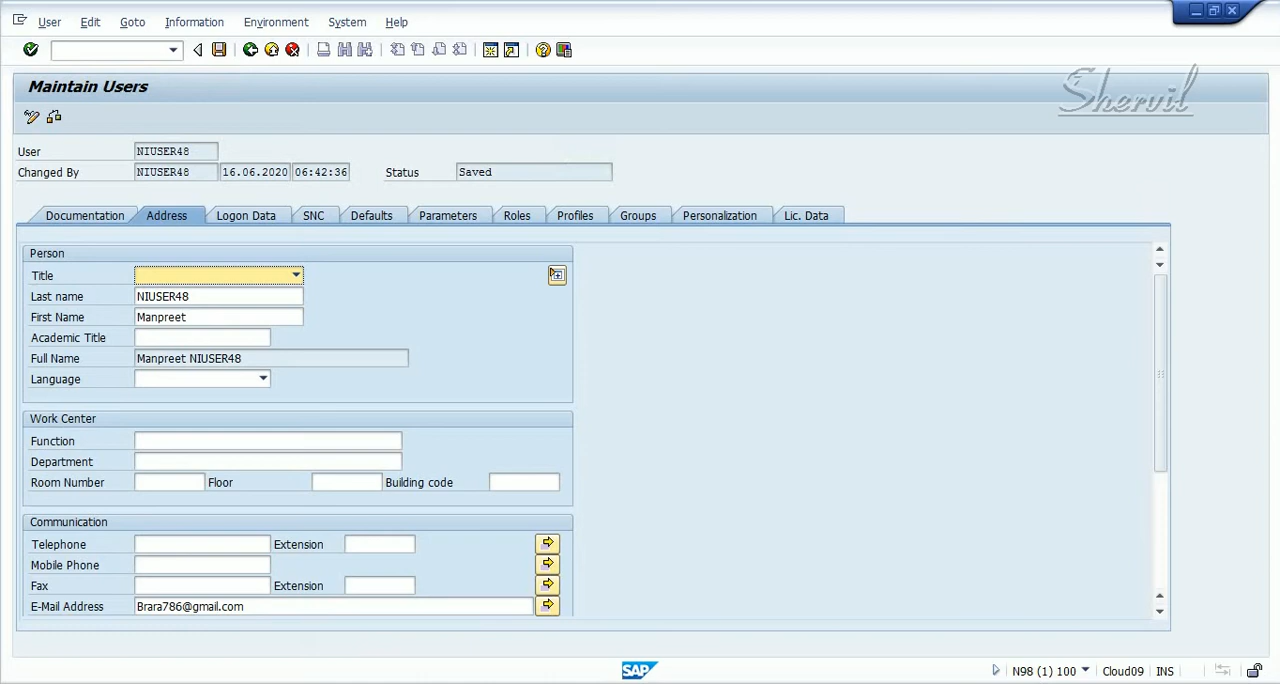 User Edit Goto Information Environment System Help
Maintain Users
Shervil
User NIUSER48
Changed By NIUSER48 16.06.2020 06:42:36 Status Saved
Documentation Address Logon Data SNC Defaults Parameters Roles Profiles Groups Personalization Lic. Data
Person
Title
Last name NIUSER48
First Name Manpreet
Academic Title
Full Name Manpreet NIUSER48
Language
Work Center
Function
Department
Room Number Floor Building code
Communication
Telephone Extension
Mobile Phone
Fax Extension
E-Mail Address Brara786@gmail.com
SAP N98 (1) 100 Cloud09 INS